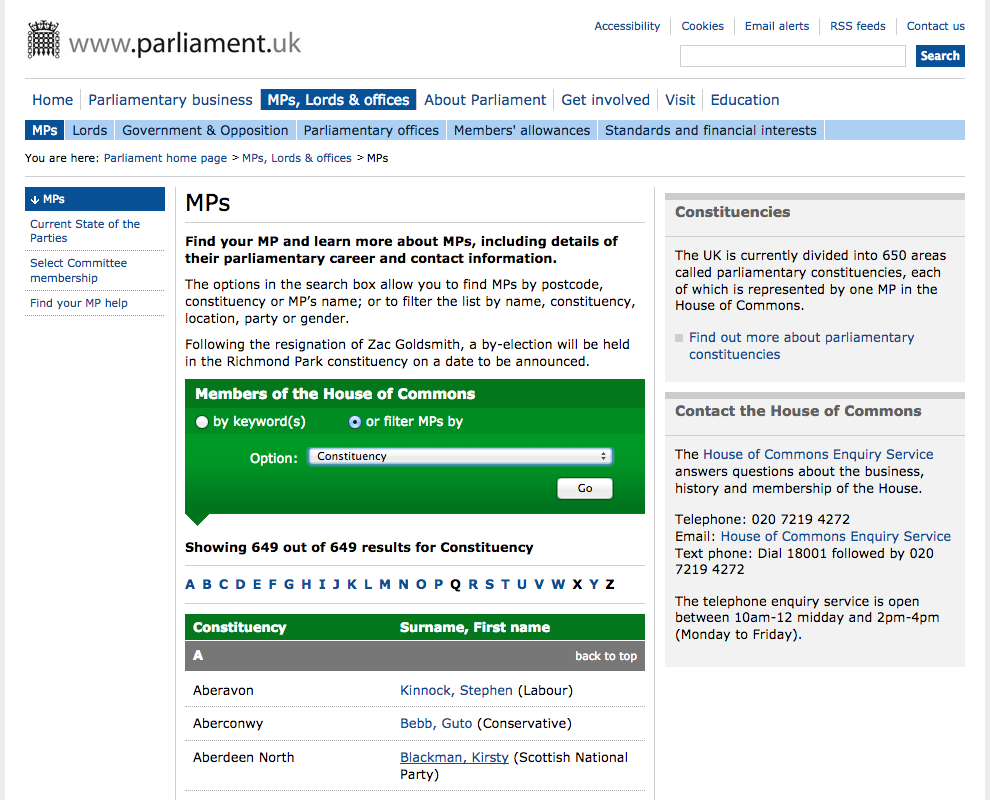 www.parliament.uk
Accessibility
Cookies
Email alerts
RSS feeds
Contact us
Search
Home
Parliamentary business
MPs, Lords & offices
About Parliament
Get involved
Visit
Education
MPs
Lords
Government & Opposition
Parliamentary offices
Members' allowances
Standards and financial interests
You are here: Parliament home page > MPs, Lords & offices > MPs
↓ MPs
Current State of the
Parties
Select Committee
membership
Find your MP help
MPs
Find your MP and learn more about MPs, including details of
their parliamentary career and contact information.
The options in the search box allow you to find MPs by postcode,
constituency or MP’s name; or to filter the list by name, constituency,
location, party or gender.
Following the resignation of Zac Goldsmith, a by-election will be held
in the Richmond Park constituency on a date to be announced.
Members of the House of Commons
by keyword(s)
or filter MPs by
Option: Constituency
Go
Showing 649 out of 649 results for Constituency
A B C D E F G H I J K L M N O P Q R S T U V W X Y Z
Constituency Surname, First name
A back to top
Aberavon Kinnock, Stephen (Labour)
Aberconwy Bebb, Guto (Conservative)
Aberdeen North Blackman, Kirsty (Scottish National
Party)
Constituencies
The UK is currently divided into 650 areas
called parliamentary constituencies, each
of which is represented by one MP in the
House of Commons.
Find out more about parliamentary
constituencies
Contact the House of Commons
The House of Commons Enquiry Service
answers questions about the business,
history and membership of the House.
Telephone: 020 7219 4272
Email: House of Commons Enquiry Service
Text phone: Dial 18001 followed by 020
7219 4272
The telephone enquiry service is open
between 10am-12 midday and 2pm-4pm
(Monday to Friday).